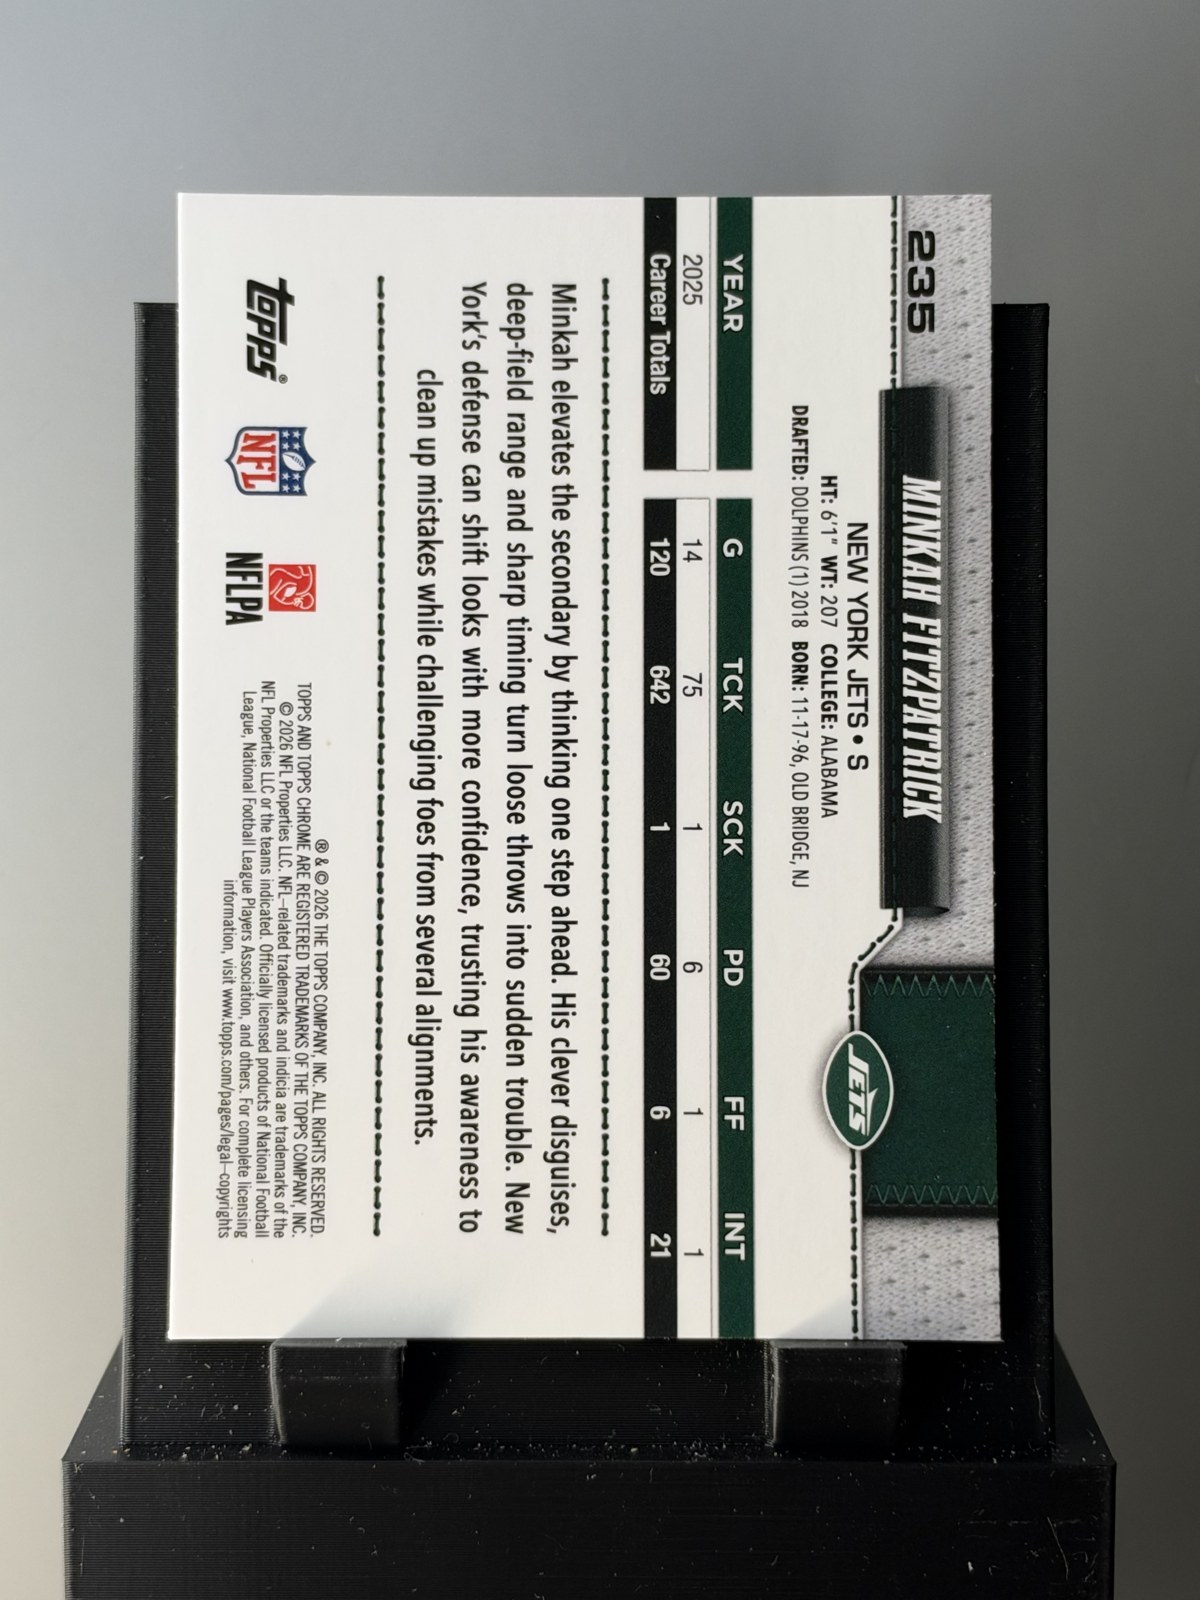 235
MINKAH FITZPATRICK
NEW YORK JETS • S
HT: 6'1" WT: 207 COLLEGE: ALABAMA
DRAFTED: DOLPHINS (1) 2018 BORN: 11-17-96, OLD BRIDGE, NJ
JETS
YEAR G TCK SCK PD FF INT
2025 14 75 1 6 1 1
Career Totals 120 642 1 60 6 21
Minkah elevates the secondary by thinking one step ahead. His clever disguises,
deep-field range and sharp timing turn loose throws into sudden trouble. New
York's defense can shift looks with more confidence, trusting his awareness to
clean up mistakes while challenging foes from several alignments.
topps®
NFL
NFLPA
® & © 2026 THE TOPPS COMPANY, INC. ALL RIGHTS RESERVED.
TOPPS AND TOPPS CHROME ARE REGISTERED TRADEMARKS OF THE TOPPS COMPANY, INC.
© 2026 NFL Properties LLC. NFL-related trademarks and indicia are trademarks of the
NFL Properties LLC or the teams indicated. Officially licensed products of National Football
League, National Football League Players Association, and others. For complete licensing
information, visit www.topps.com/pages/legal-copyrights